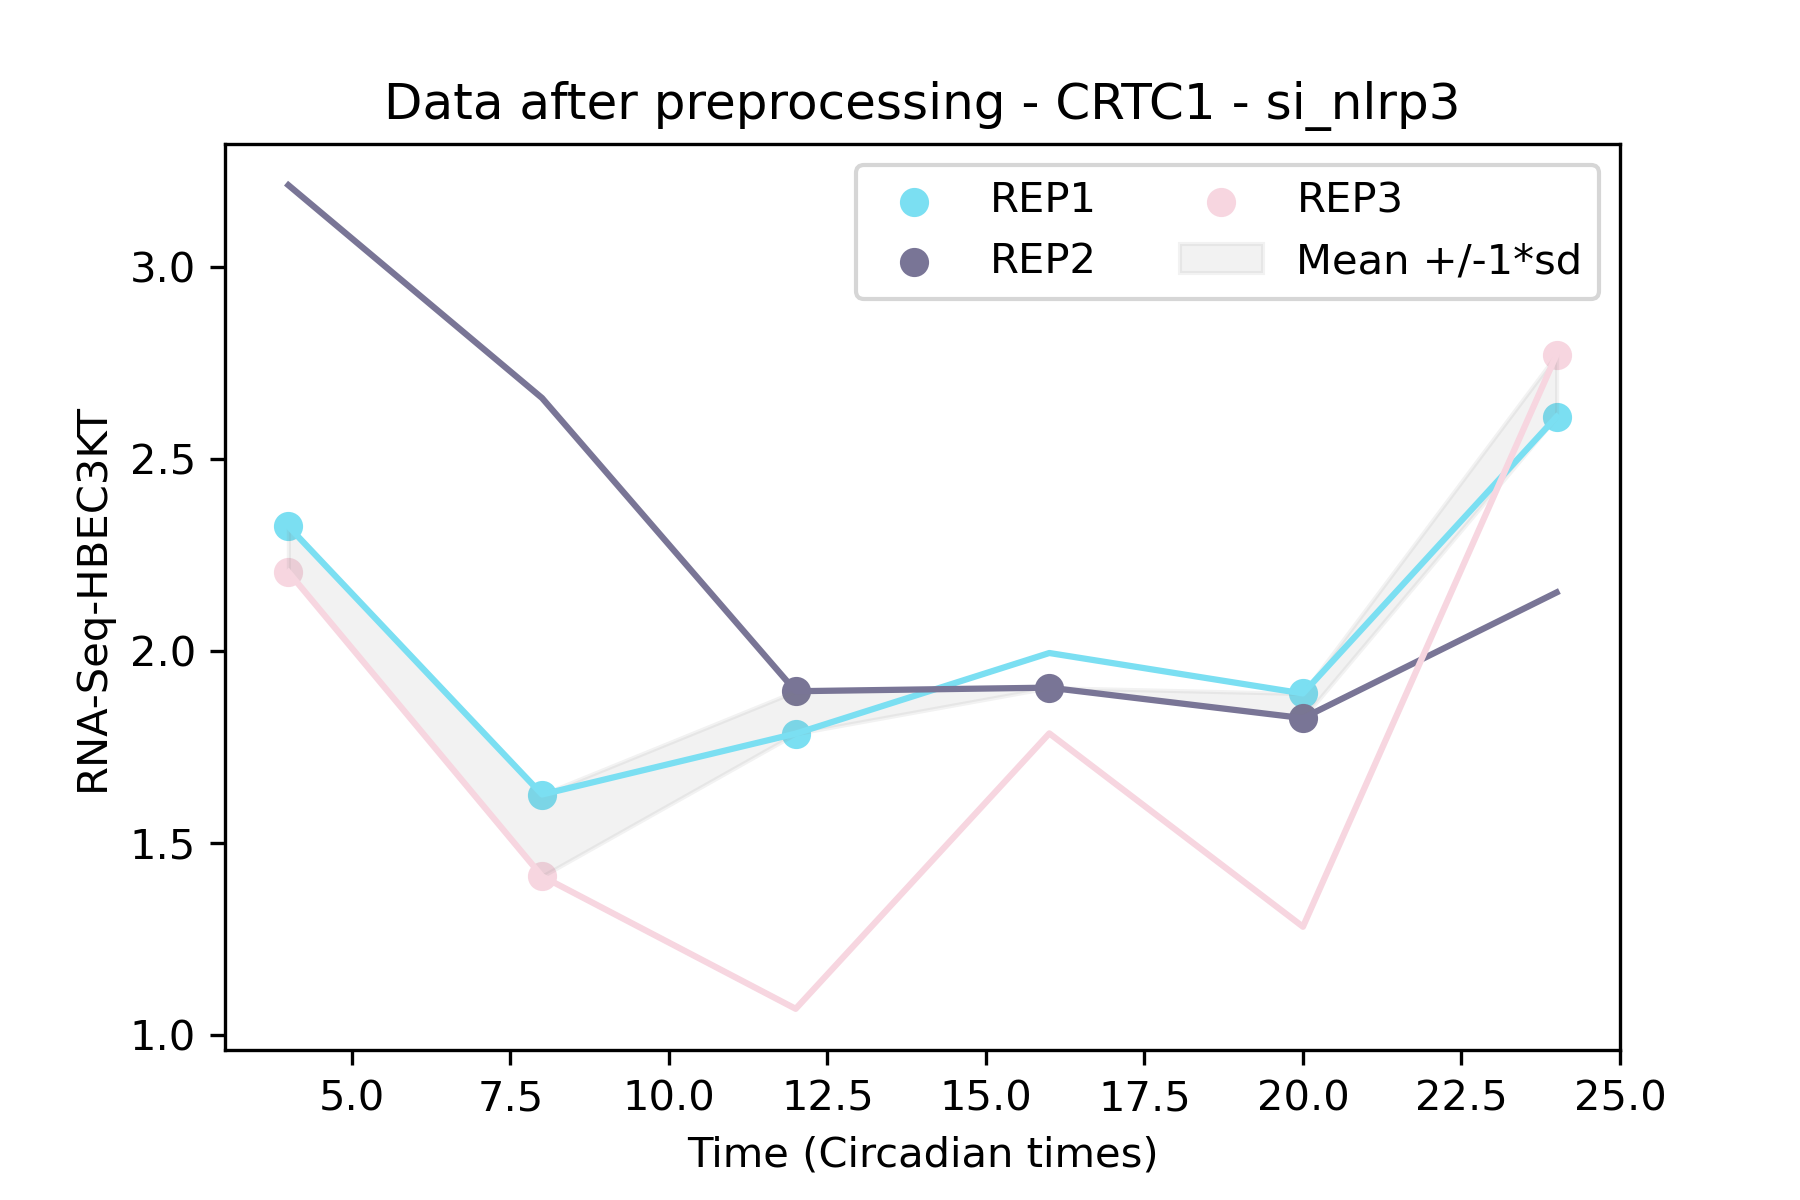 Data after preprocessing - CRTC1 - si_nlrp3
REP1
REP2
REP3
Mean +/-1*sd
RNA-Seq-HBEC3KT
3.0
2.5
2.0
1.5
1.0
5.0 7.5 10.0 12.5 15.0 17.5 20.0 22.5 25.0
Time (Circadian times)